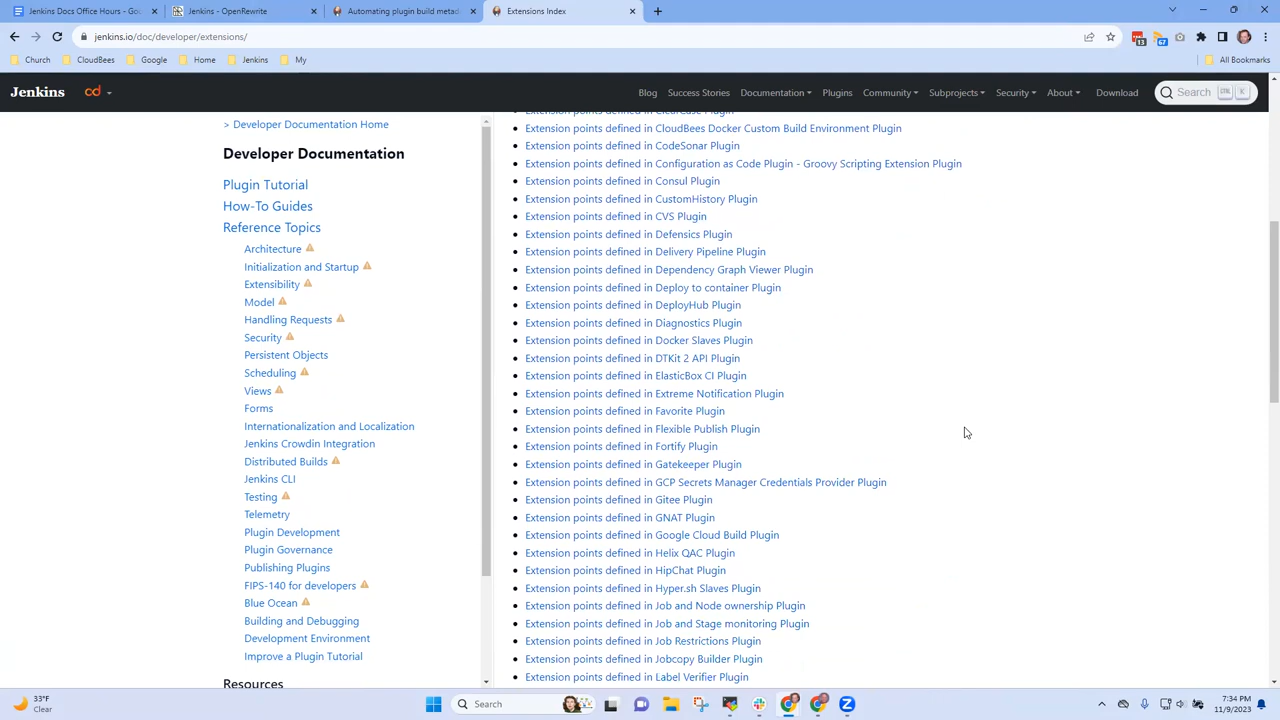 Jenkins Docs Office Hours - Goo
Jenkins - OpenRewrite
Automating plugin build metad
Extensions Index
jenkins.io/doc/developer/extensions/
13
67
Church
CloudBees
Google
Home
Jenkins
My
All Bookmarks
Jenkins
cd
Blog
Success Stories
Documentation
Plugins
Community
Subprojects
Security
About
Download
Search
CTRL K
> Developer Documentation Home
Developer Documentation
Plugin Tutorial
How-To Guides
Reference Topics
Architecture
Initialization and Startup
Extensibility
Model
Handling Requests
Security
Persistent Objects
Scheduling
Views
Forms
Internationalization and Localization
Jenkins Crowdin Integration
Distributed Builds
Jenkins CLI
Testing
Telemetry
Plugin Development
Plugin Governance
Publishing Plugins
FIPS-140 for developers
Blue Ocean
Building and Debugging
Development Environment
Improve a Plugin Tutorial
Resources
Extension points defined in ClearCase Plugin
Extension points defined in CloudBees Docker Custom Build Environment Plugin
Extension points defined in CodeSonar Plugin
Extension points defined in Configuration as Code Plugin - Groovy Scripting Extension Plugin
Extension points defined in Consul Plugin
Extension points defined in CustomHistory Plugin
Extension points defined in CVS Plugin
Extension points defined in Defensics Plugin
Extension points defined in Delivery Pipeline Plugin
Extension points defined in Dependency Graph Viewer Plugin
Extension points defined in Deploy to container Plugin
Extension points defined in DeployHub Plugin
Extension points defined in Diagnostics Plugin
Extension points defined in Docker Slaves Plugin
Extension points defined in DTKit 2 API Plugin
Extension points defined in ElasticBox CI Plugin
Extension points defined in Extreme Notification Plugin
Extension points defined in Favorite Plugin
Extension points defined in Flexible Publish Plugin
Extension points defined in Fortify Plugin
Extension points defined in Gatekeeper Plugin
Extension points defined in GCP Secrets Manager Credentials Provider Plugin
Extension points defined in Gitee Plugin
Extension points defined in GNAT Plugin
Extension points defined in Google Cloud Build Plugin
Extension points defined in Helix QAC Plugin
Extension points defined in HipChat Plugin
Extension points defined in Hyper.sh Slaves Plugin
Extension points defined in Job and Node ownership Plugin
Extension points defined in Job and Stage monitoring Plugin
Extension points defined in Job Restrictions Plugin
Extension points defined in Jobcopy Builder Plugin
Extension points defined in Label Verifier Plugin
33°F
Clear
Search
7:34 PM
11/9/2023